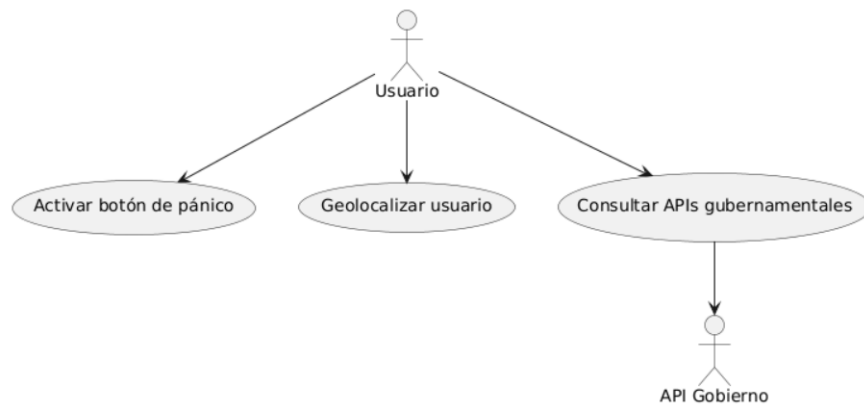 Usuario
Activar botón de pánico
Geolocalizar usuario
Consultar APIs gubernamentales
API Gobierno